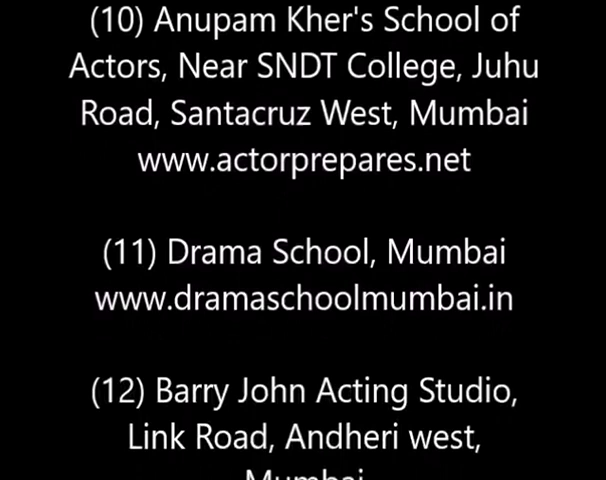 (10) Anupam Kher's School of
Actors, Near SNDT College, Juhu
Road, Santacruz West, Mumbai
www.actorprepares.net
(11) Drama School, Mumbai
www.dramaschoolmumbai.in
(12) Barry John Acting Studio,
Link Road, Andheri west,
Mumbai